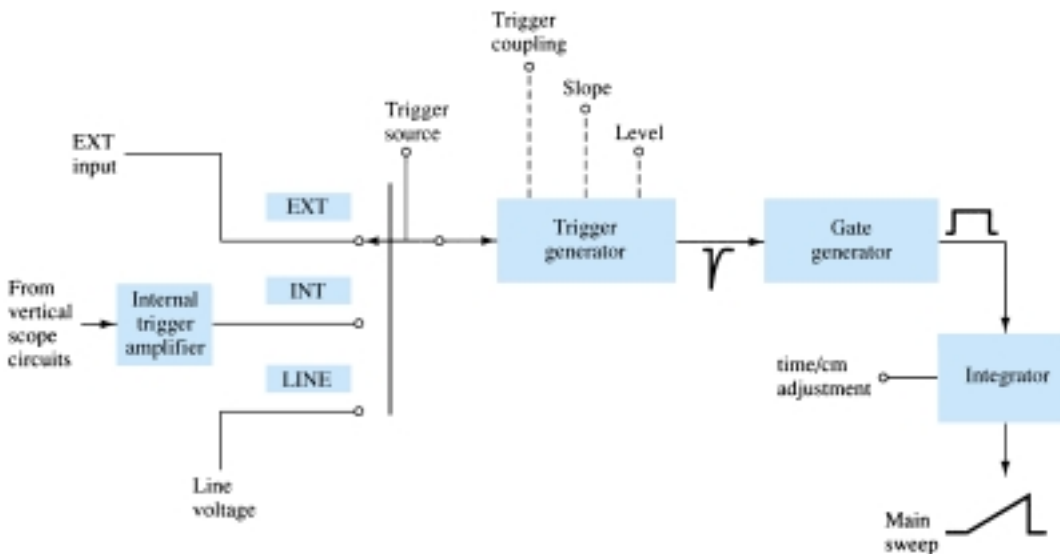 Trigger
coupling
Slope
Trigger
source
Level
EXT
input
EXT
Trigger
generator
Gate
generator
From
vertical
scope
circuits
Internal
trigger
amplifier
INT
LINE
time/cm
adjustment
Integrator
Line
voltage
Main
sweep